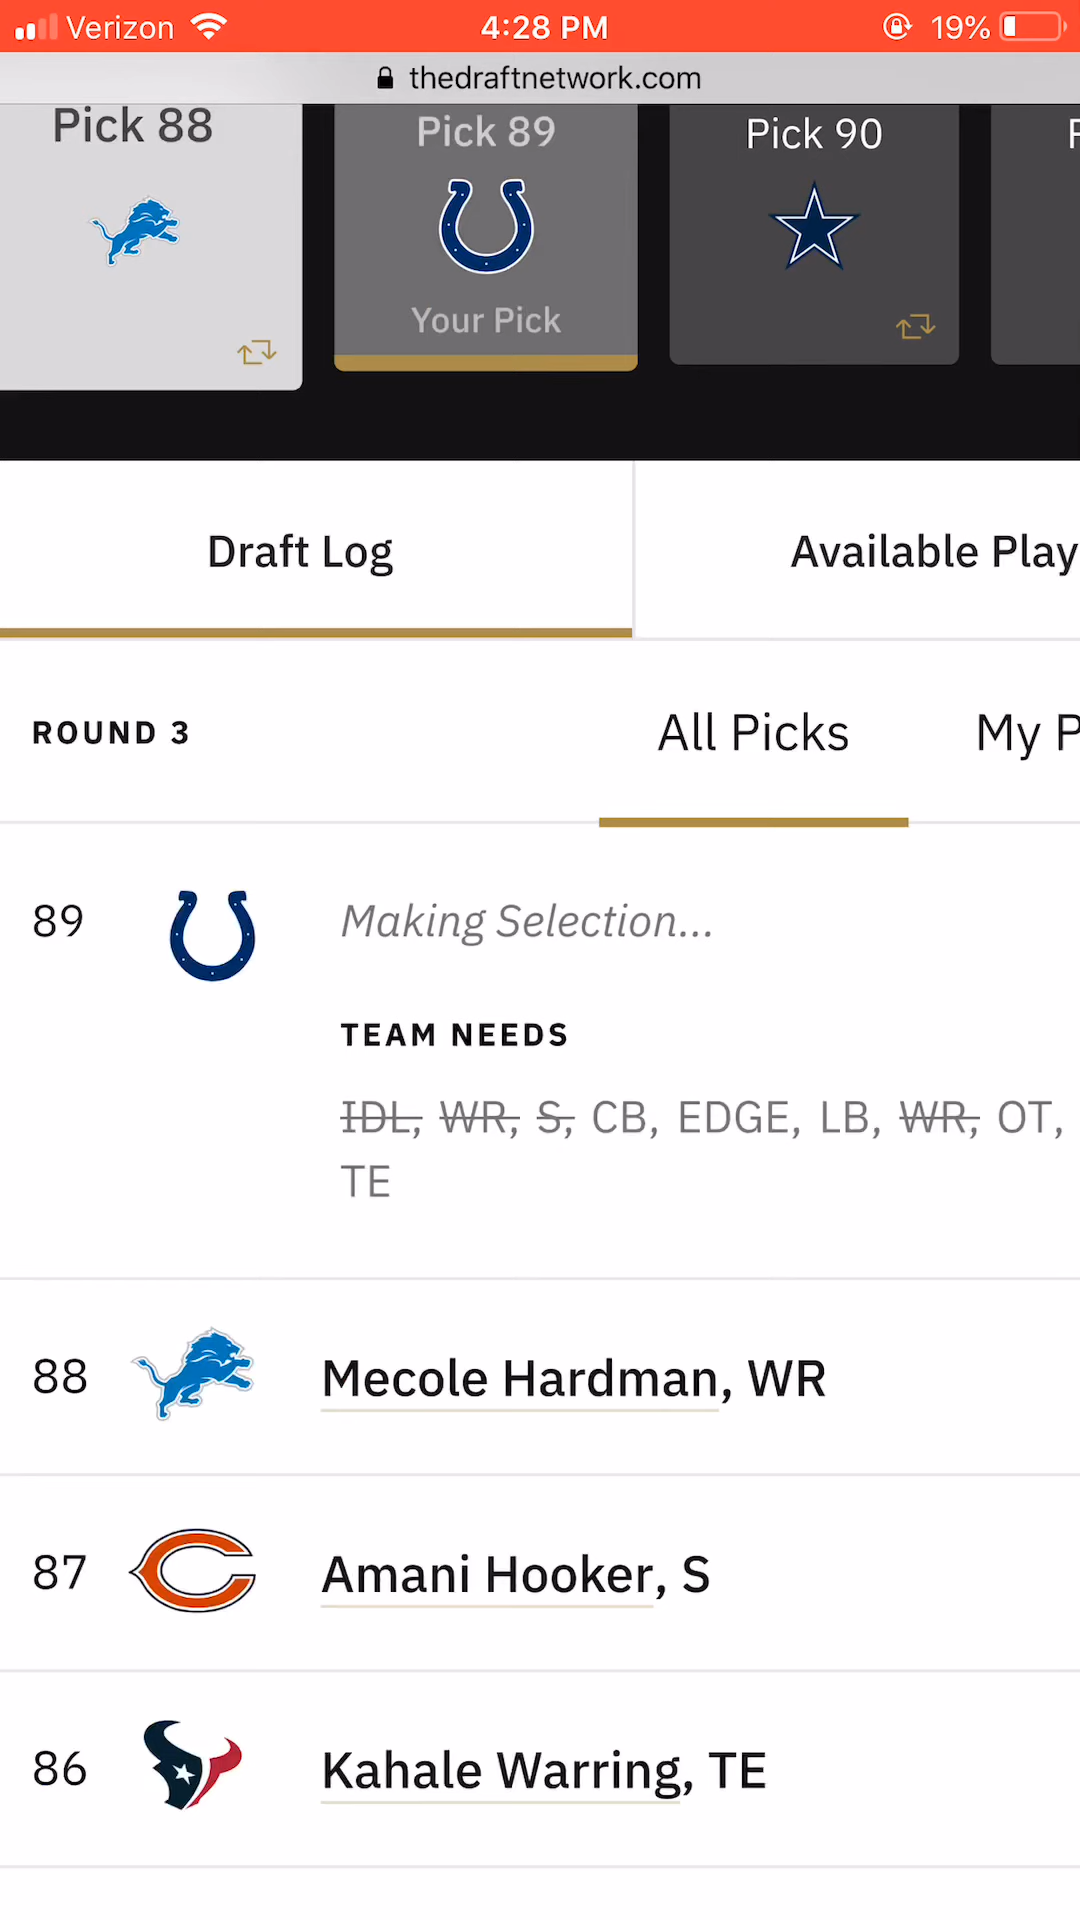 Verizon 4:28 PM 19%
thedraftnetwork.com
Pick 88 Pick 89 Pick 90
Your Pick
Draft Log Available Play
ROUND 3 All Picks My P
89 Making Selection...
TEAM NEEDS
IDL, WR, S, CB, EDGE, LB, WR, OT,
TE
88 Mecole Hardman, WR
87 Amani Hooker, S
86 Kahale Warring, TE